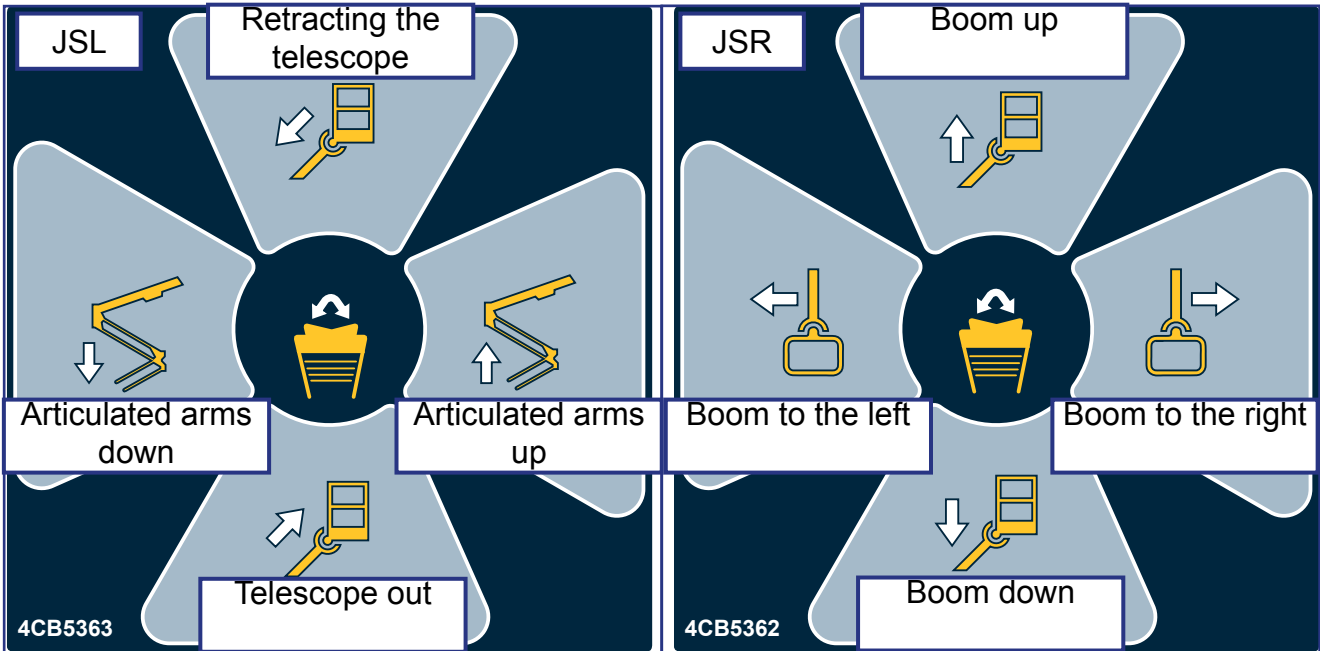 JSL
Retracting the
telescope
Articulated arms
down
Articulated arms
up
Telescope out
4CB5363
JSR
Boom up
Boom to the left
Boom to the right
Boom down
4CB5362